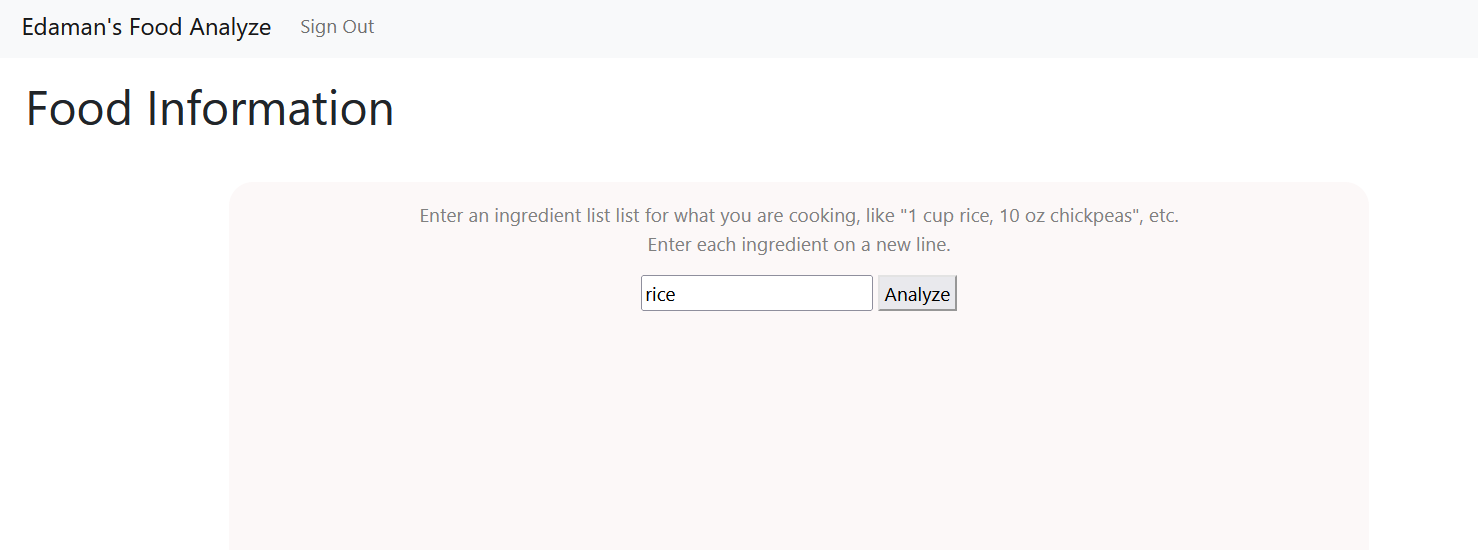 Edaman's Food Analyze Sign Out
Food Information
Enter an ingredient list list for what you are cooking, like "1 cup rice, 10 oz chickpeas", etc.
Enter each ingredient on a new line.
rice Analyze